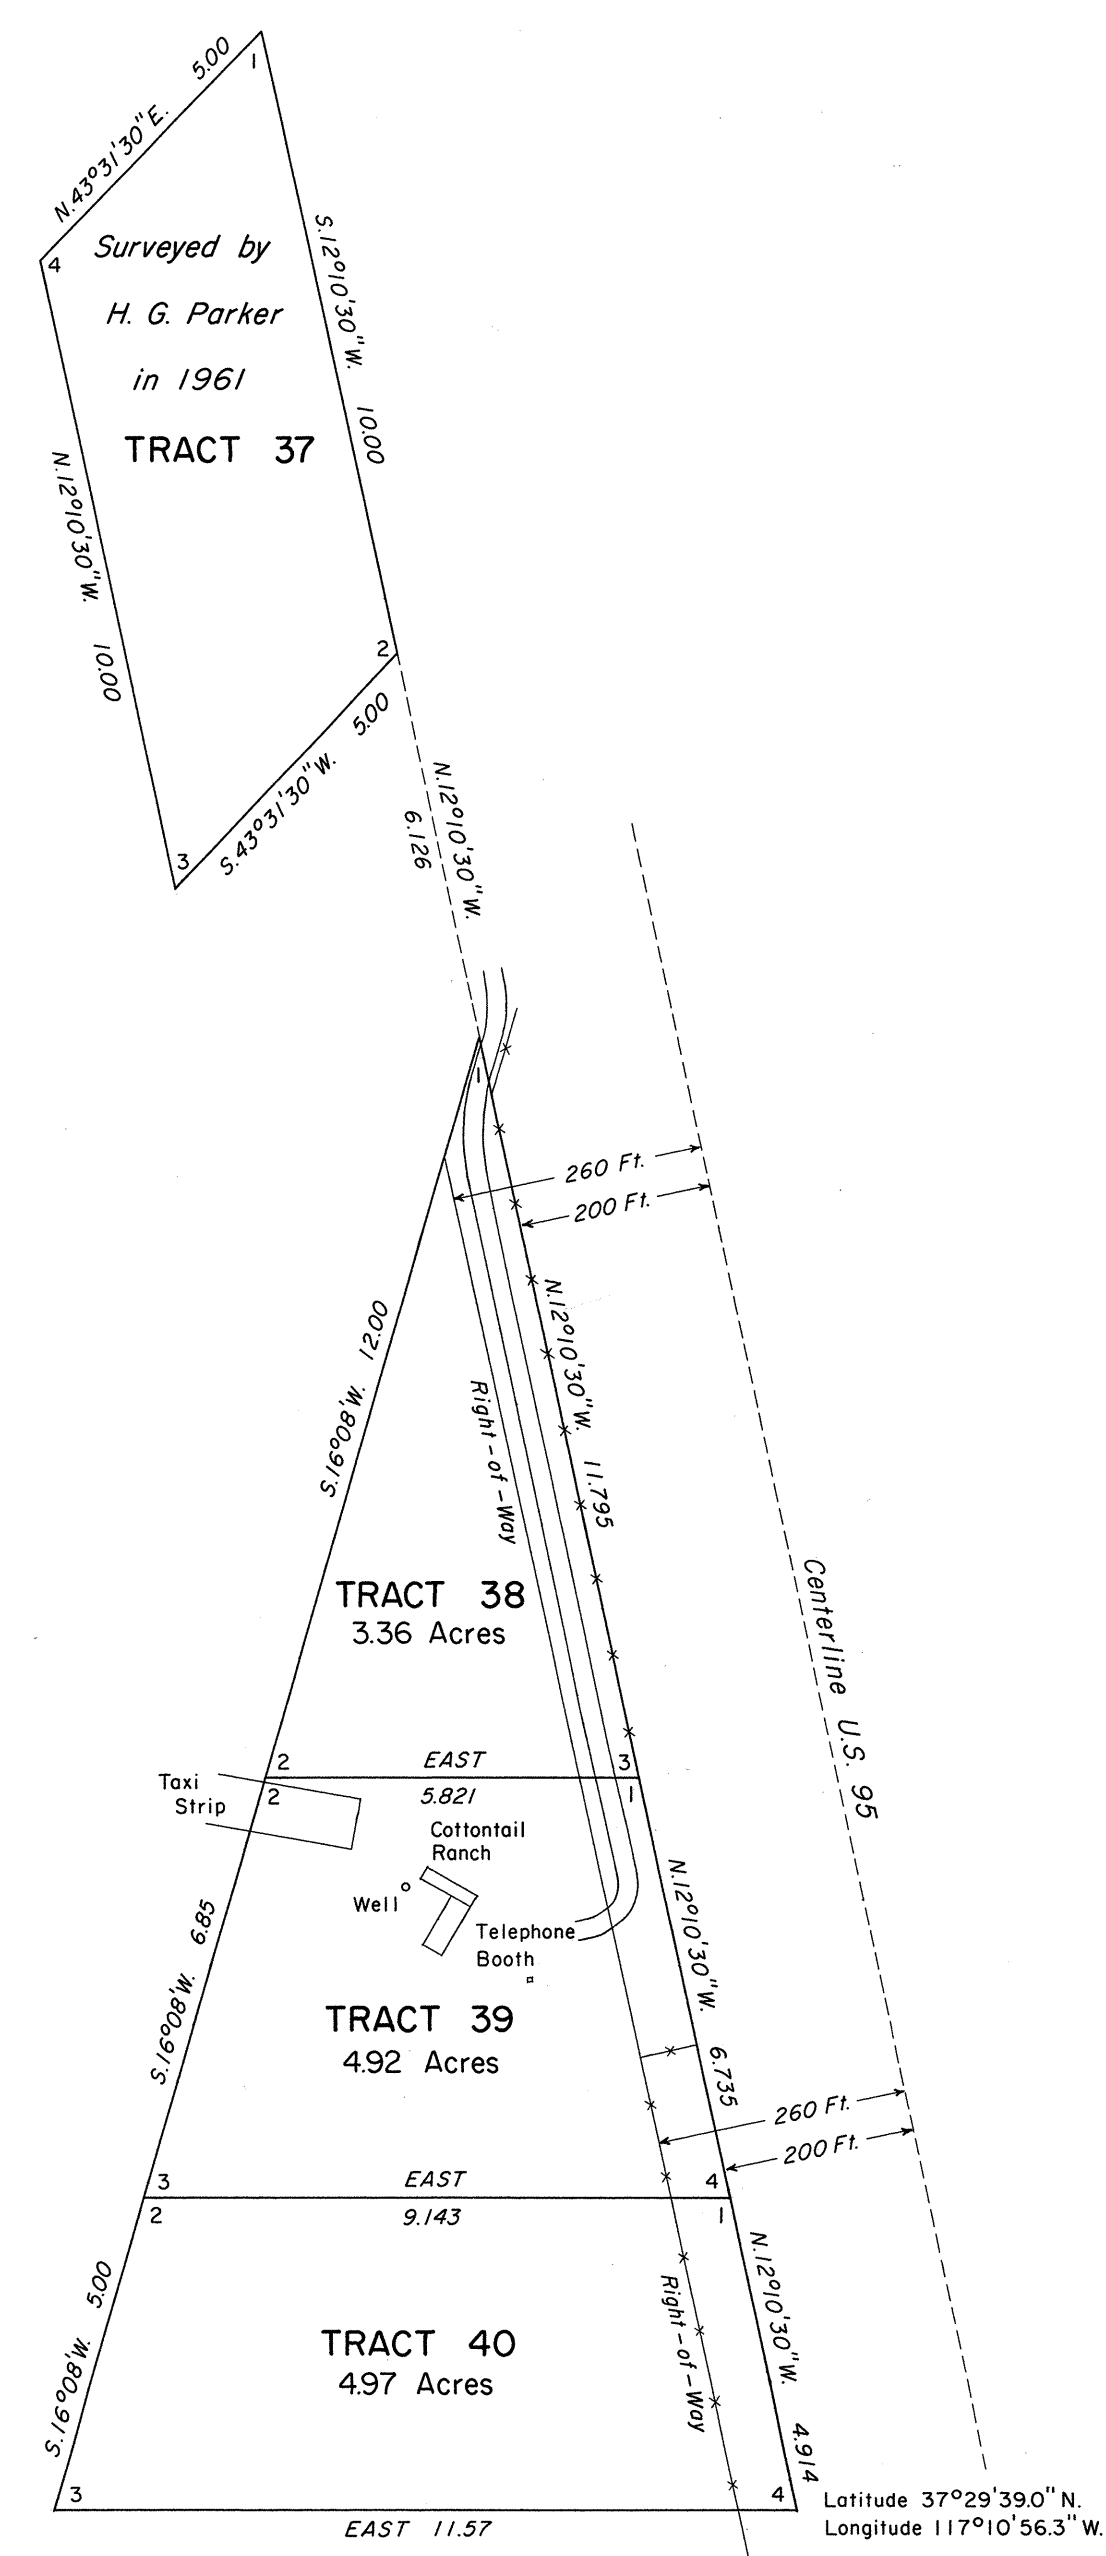 5.00
1
N.43°31'30"E.
4
Surveyed by
H. G. Parker
in 1961
TRACT 37
S.12°10'30"W. 10.00
N.12°10'30"W. 10.00
2
5.00
S.43°31'30"W.
3
N.12°10'30"W.
6.126
1
260 Ft.
200 Ft.
S.16°08'W. 12.00
N.12°10'30"W. 11.795
Right-of-Way
Centerline U.S. 95
TRACT 38
3.36 Acres
2 EAST 3
2 5.821 1
Taxi
Strip
Cottontail
Ranch
Well
Telephone
Booth
S.16°08'W. 6.85
N.12°10'30"W. 6.735
TRACT 39
4.92 Acres
260 Ft.
200 Ft.
3 EAST 4
2 9.143 1
S.16°08'W. 5.00
N.12°10'30"W. 4.914
Right-of-Way
TRACT 40
4.97 Acres
3 4
EAST 11.57
Latitude 37°29'39.0"N.
Longitude 117°10'56.3"W.